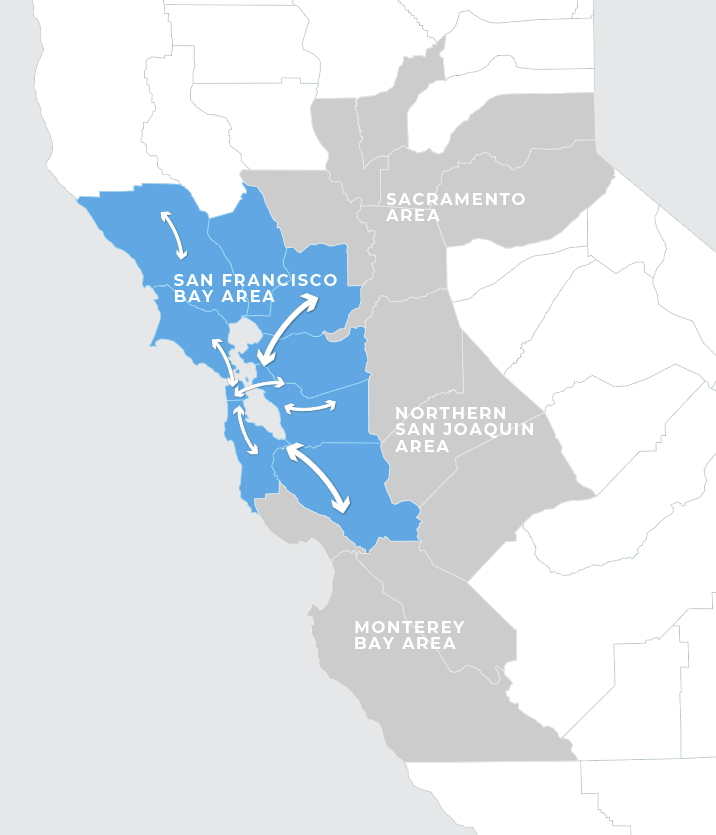 SACRAMENTO
AREA
SAN FRANCISCO
BAY AREA
NORTHERN
SAN JOAQUIN
AREA
MONTEREY
BAY AREA